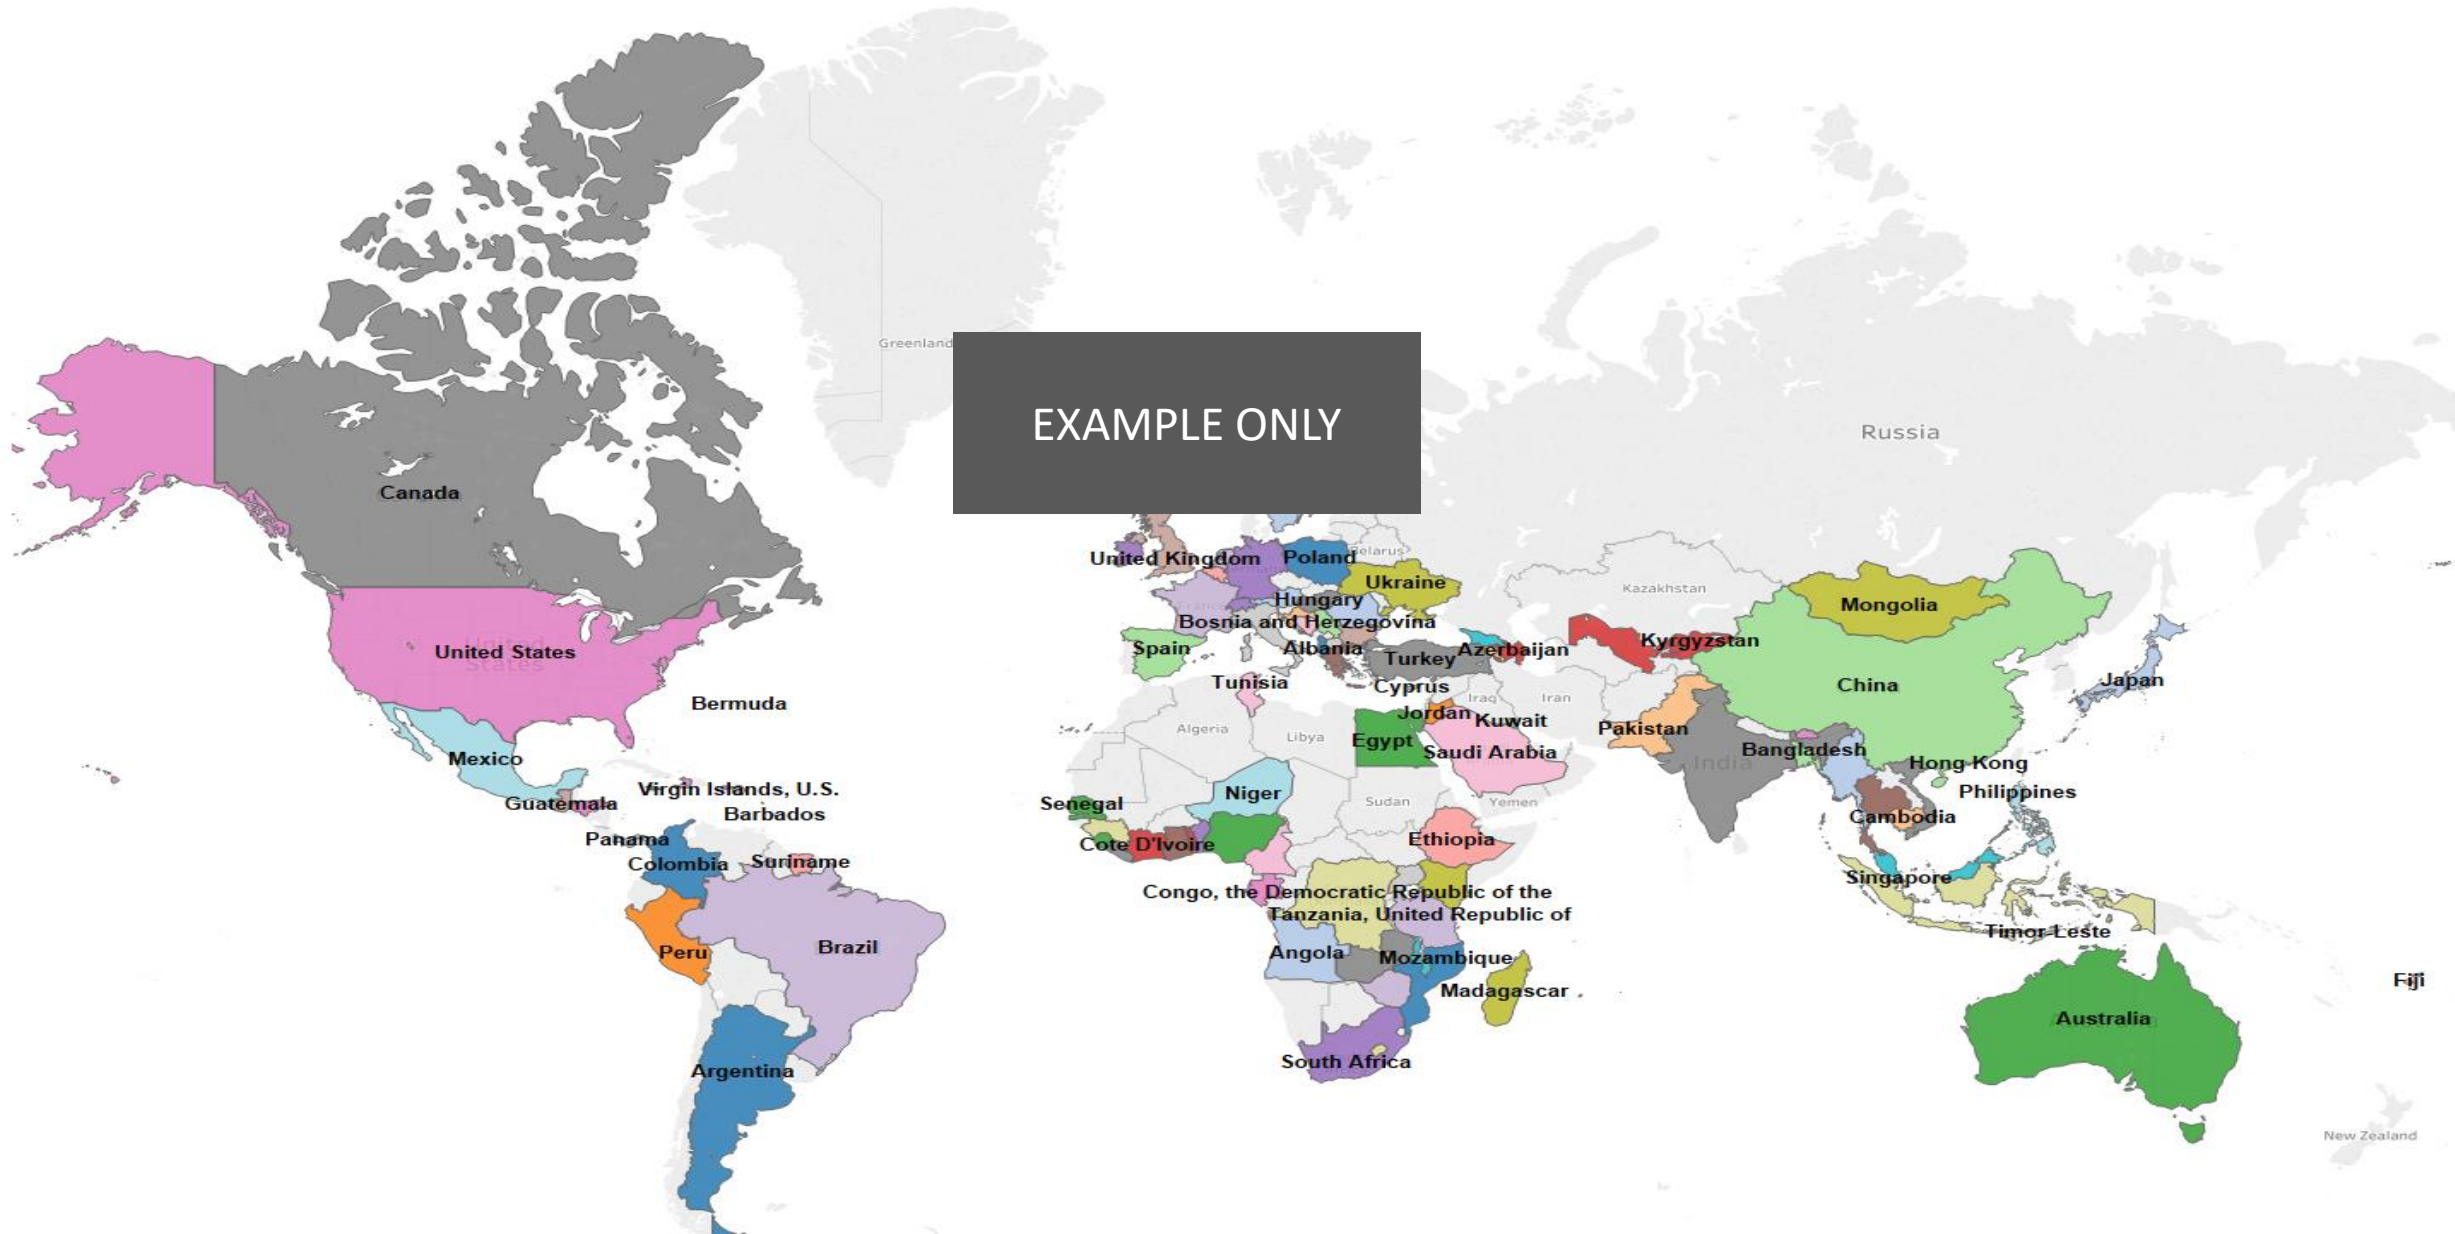 Greenland
EXAMPLE ONLY
Russia
Canada
United Kingdom
Poland
Belarus
Ukraine
Kazakhstan
Hungary
Mongolia
France
Bosnia and Herzegovina
United States
United States
Spain
Albania
Turkey
Azerbaijan
Kyrgyzstan
Tunisia
Cyprus
China
Japan
Bermuda
Iraq
Iran
Jordan
Kuwait
Algeria
Libya
Egypt
Saudi Arabia
Pakistan
Bangladesh
India
Hong Kong
Mexico
Virgin Islands, U.S.
Guatemala
Barbados
Senegal
Niger
Sudan
Yemen
Philippines
Cambodia
Panama
Colombia
Suriname
Cote D'Ivoire
Ethiopia
Singapore
Congo, the Democratic Republic of the
Tanzania, United Republic of
Timor-Leste
Peru
Brazil
Angola
Mozambique
Madagascar
Fiji
Australia
South Africa
Argentina
New Zealand